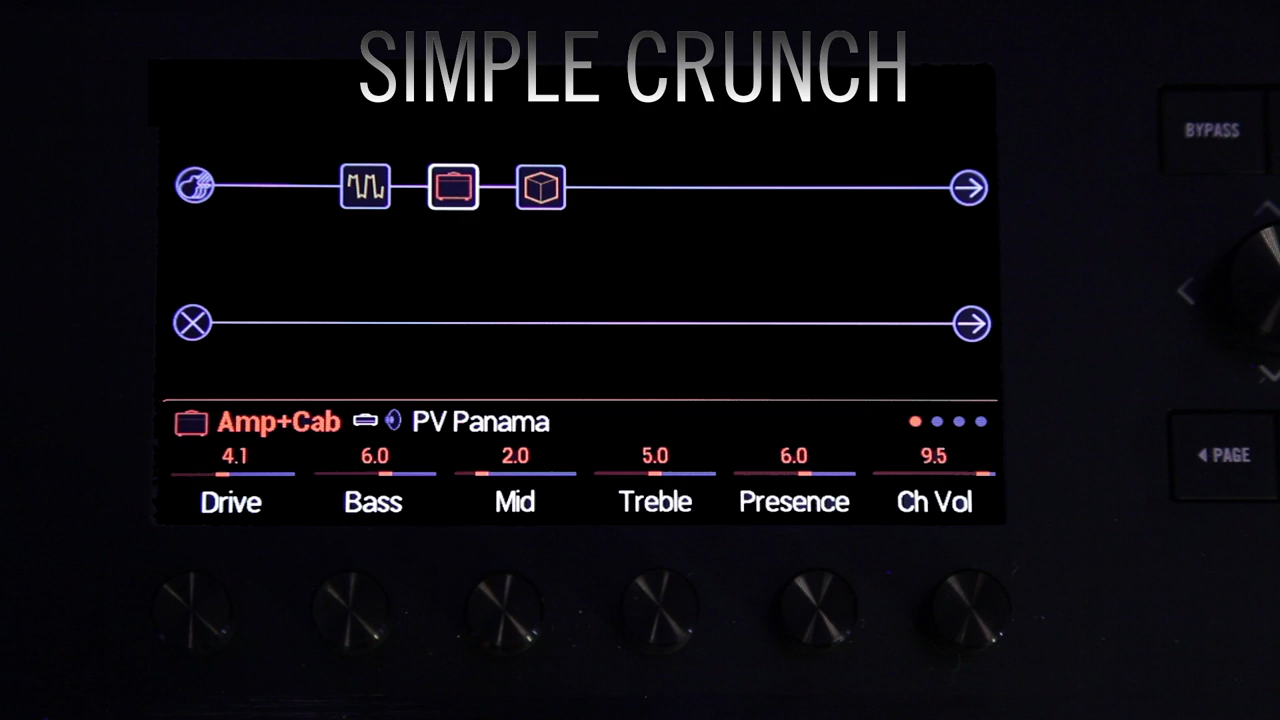 SIMPLE CRUNCH
BYPASS
Amp+Cab PV Panama
4.1 6.0 2.0 5.0 6.0 9.5
PAGE
Drive Bass Mid Treble Presence Ch Vol